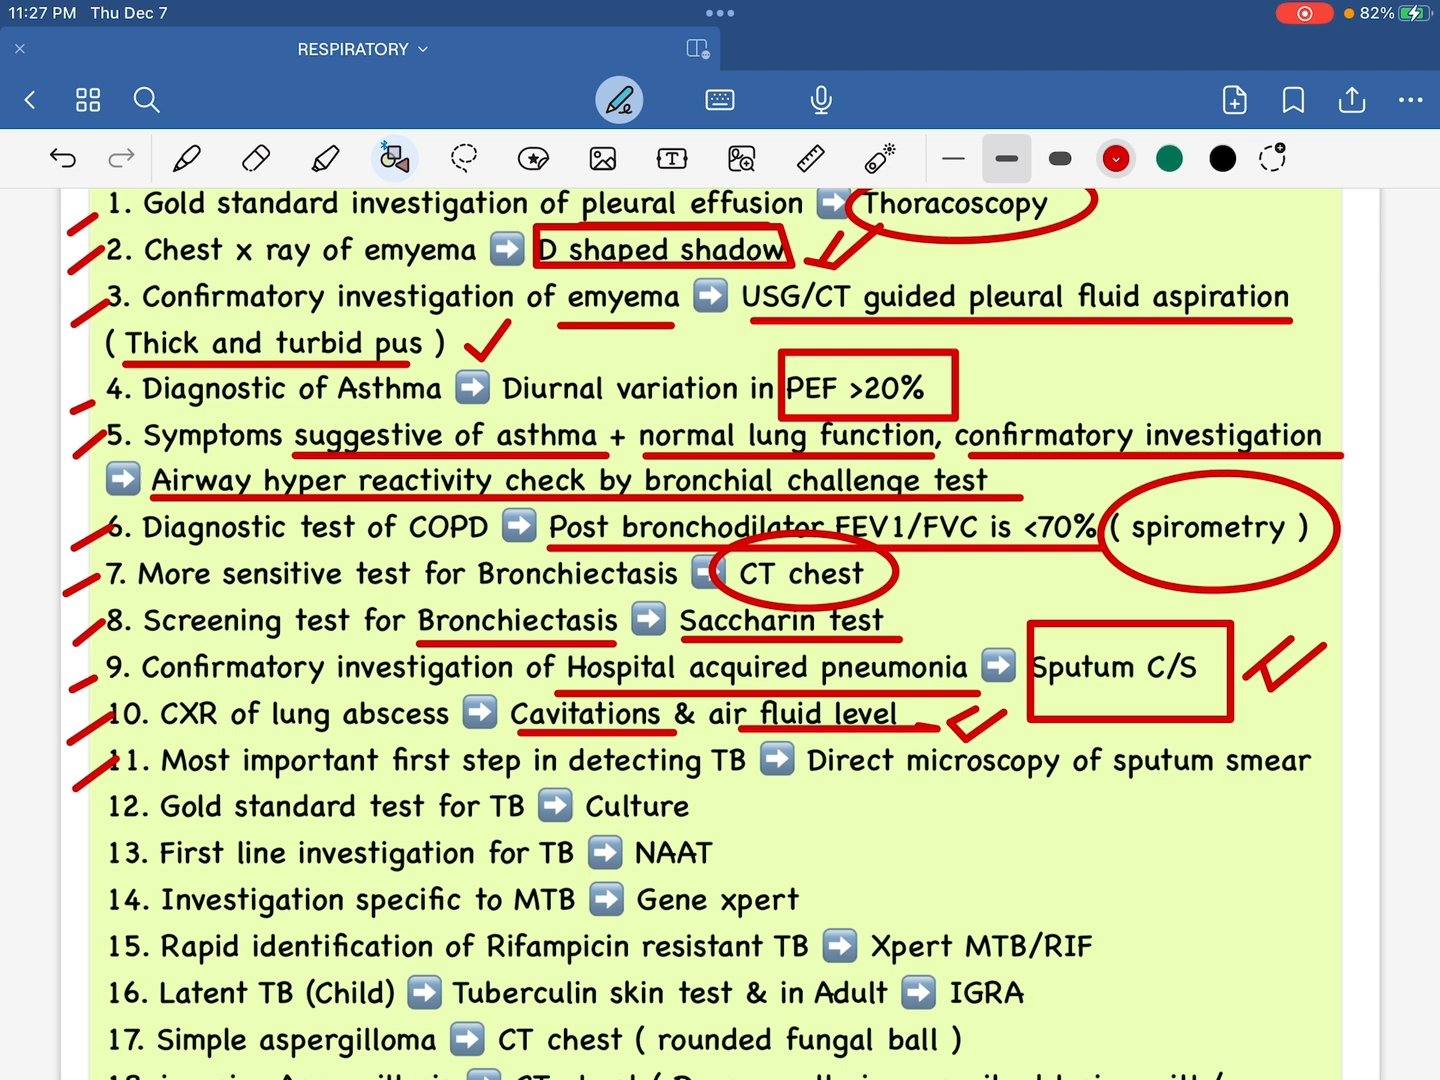 11:27 PM Thu Dec 7
82%
RESPIRATORY
1. Gold standard investigation of pleural effusion ➡ Thoracoscopy
2. Chest x ray of emyema ➡ D shaped shadow
3. Confirmatory investigation of emyema ➡ USG/CT guided pleural fluid aspiration
( Thick and turbid pus )
4. Diagnostic of Asthma ➡ Diurnal variation in PEF >20%
5. Symptoms suggestive of asthma + normal lung function, confirmatory investigation
➡ Airway hyper reactivity check by bronchial challenge test
6. Diagnostic test of COPD ➡ Post bronchodilator FEV1/FVC is <70% ( spirometry )
7. More sensitive test for Bronchiectasis ➡ CT chest
8. Screening test for Bronchiectasis ➡ Saccharin test
9. Confirmatory investigation of Hospital acquired pneumonia ➡ Sputum C/S
10. CXR of lung abscess ➡ Cavitations & air fluid level
11. Most important first step in detecting TB ➡ Direct microscopy of sputum smear
12. Gold standard test for TB ➡ Culture
13. First line investigation for TB ➡ NAAT
14. Investigation specific to MTB ➡ Gene xpert
15. Rapid identification of Rifampicin resistant TB ➡ Xpert MTB/RIF
16. Latent TB (Child) ➡ Tuberculin skin test & in Adult ➡ IGRA
17. Simple aspergilloma ➡ CT chest ( rounded fungal ball )